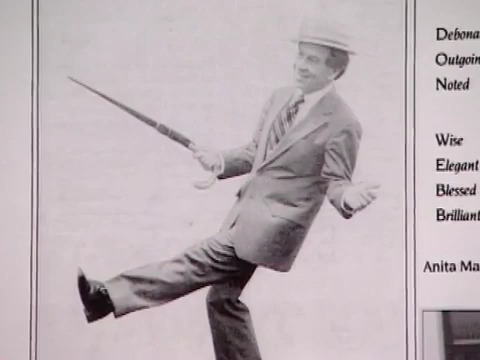 Debona
Outgoin
Noted
Wise
Elegant
Blessed
Brilliant
Anita Ma